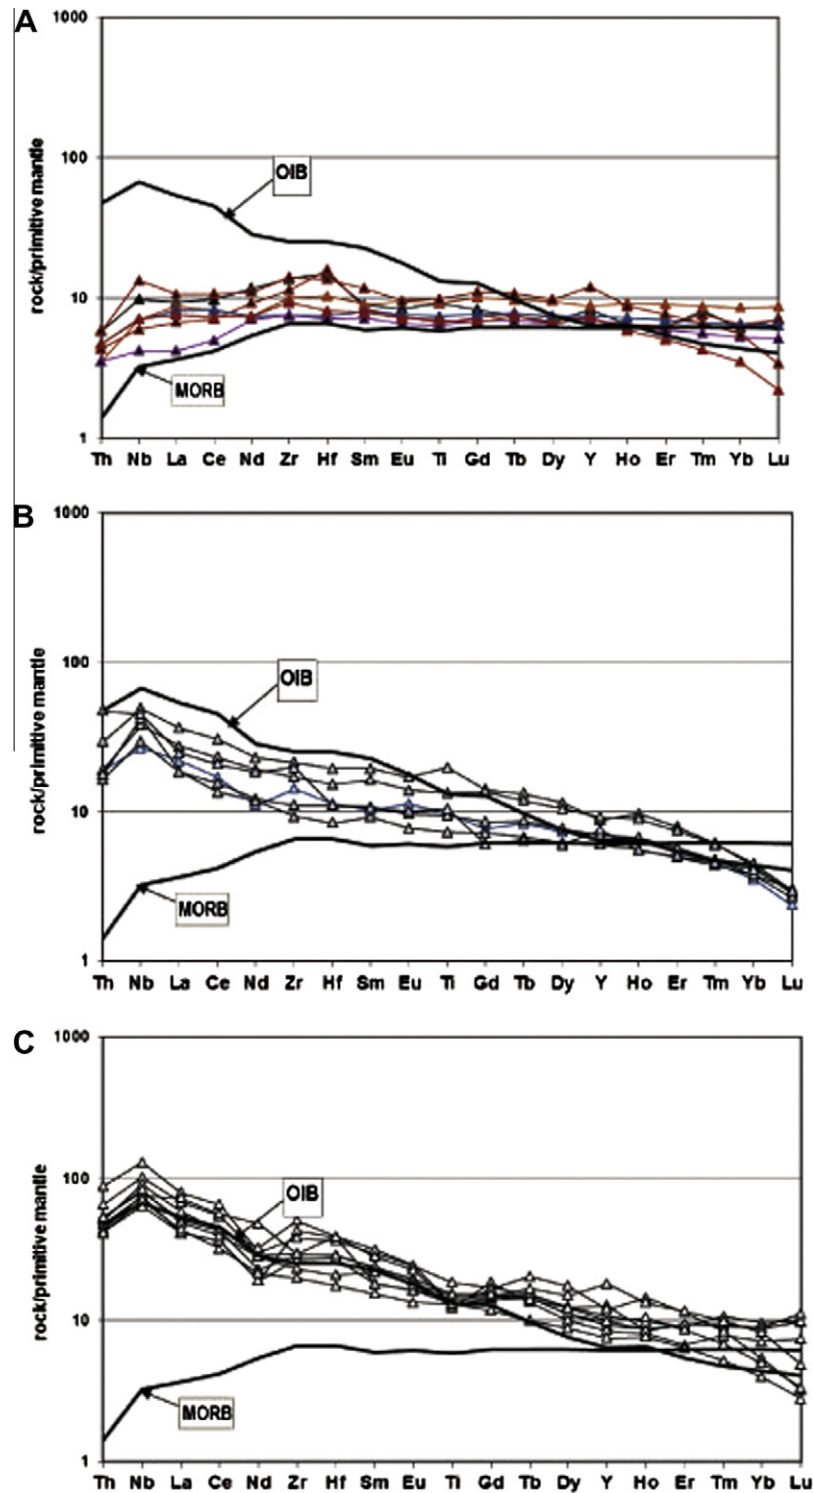 A
1000
100
10
1
rock/primitive mantle
OIB
MORB
Th Nb La Ce Nd Zr Hf Sm Eu Ti Gd Tb Dy Y Ho Er Tm Yb Lu
B
1000
100
10
1
rock/primitive mantle
OIB
MORB
Th Nb La Ce Nd Zr Hf Sm Eu Ti Gd Tb Dy Y Ho Er Tm Yb Lu
C
1000
100
10
1
rock/primitive mantle
OIB
MORB
Th Nb La Ce Nd Zr Hf Sm Eu Ti Gd Tb Dy Y Ho Er Tm Yb Lu